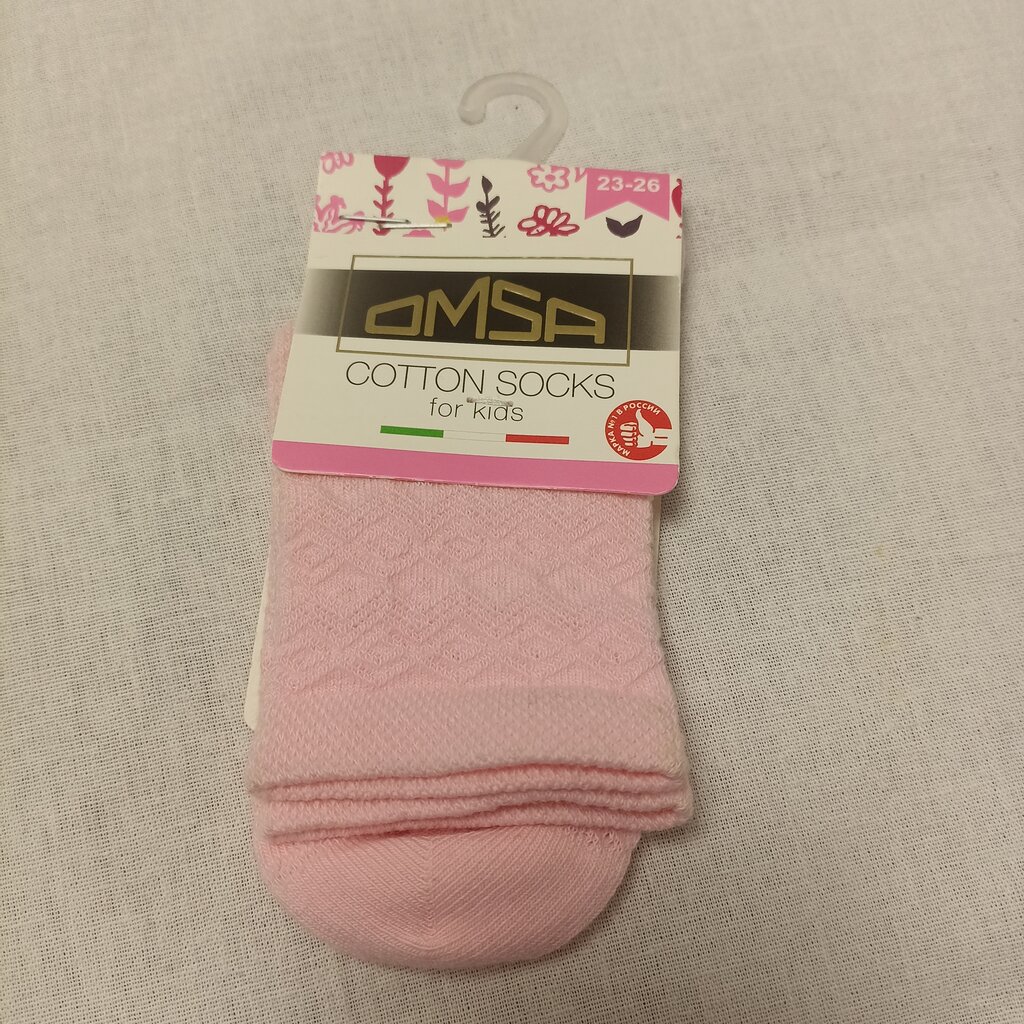 23-26
OMSA
COTTON SOCKS
for kids
МАРКА №1 В РОССИИ